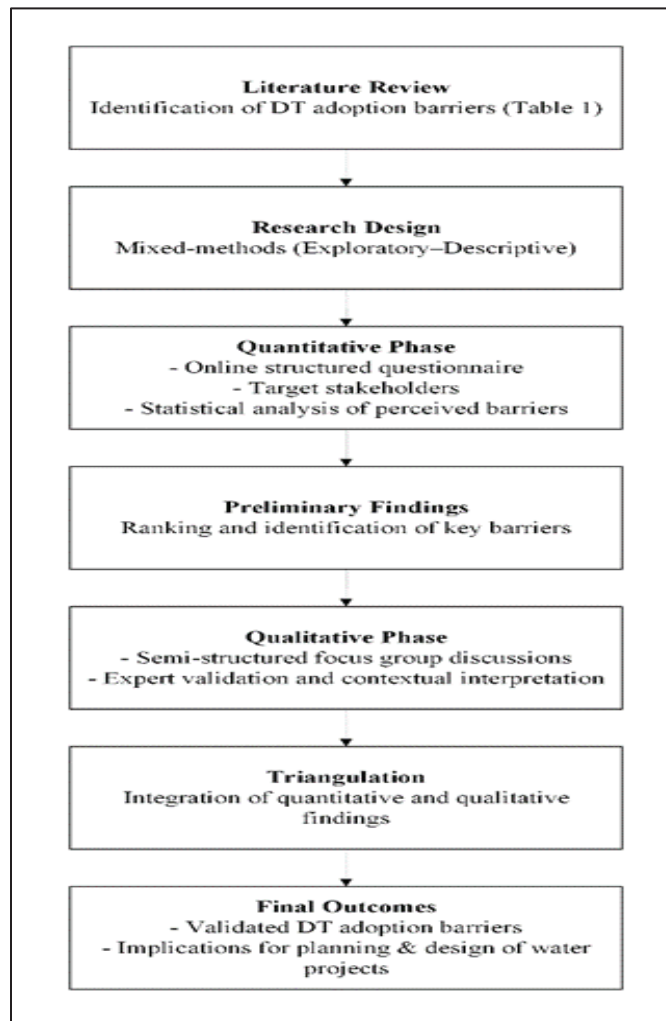 Literature Review
Identification of DT adoption barriers (Table 1)
Research Design
Mixed-methods (Exploratory–Descriptive)
Quantitative Phase
- Online structured questionnaire
- Target stakeholders
- Statistical analysis of perceived barriers
Preliminary Findings
Ranking and identification of key barriers
Qualitative Phase
- Semi-structured focus group discussions
- Expert validation and contextual interpretation
Triangulation
Integration of quantitative and qualitative
findings
Final Outcomes
- Validated DT adoption barriers
- Implications for planning & design of water
projects